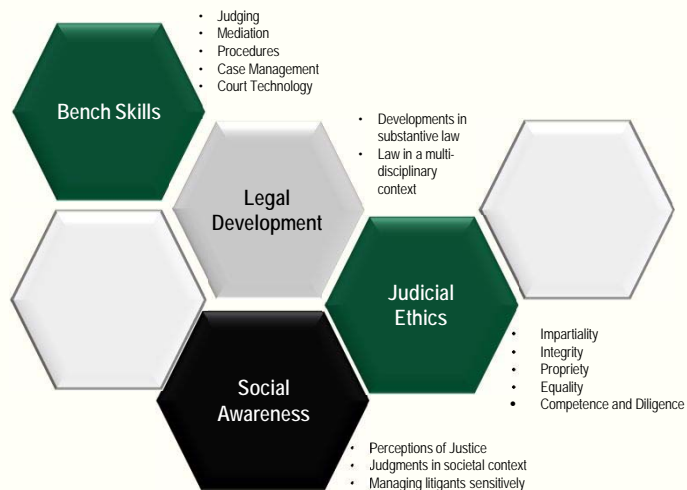 • Judging
• Mediation
• Procedures
• Case Management
• Court Technology
Bench Skills
• Developments in
substantive law
• Law in a multi-
disciplinary
context
Legal
Development
Judicial
Ethics
• Impartiality
• Integrity
• Propriety
• Equality
• Competence and Diligence
Social
Awareness
• Perceptions of Justice
• Judgments in societal context
• Managing litigants sensitively